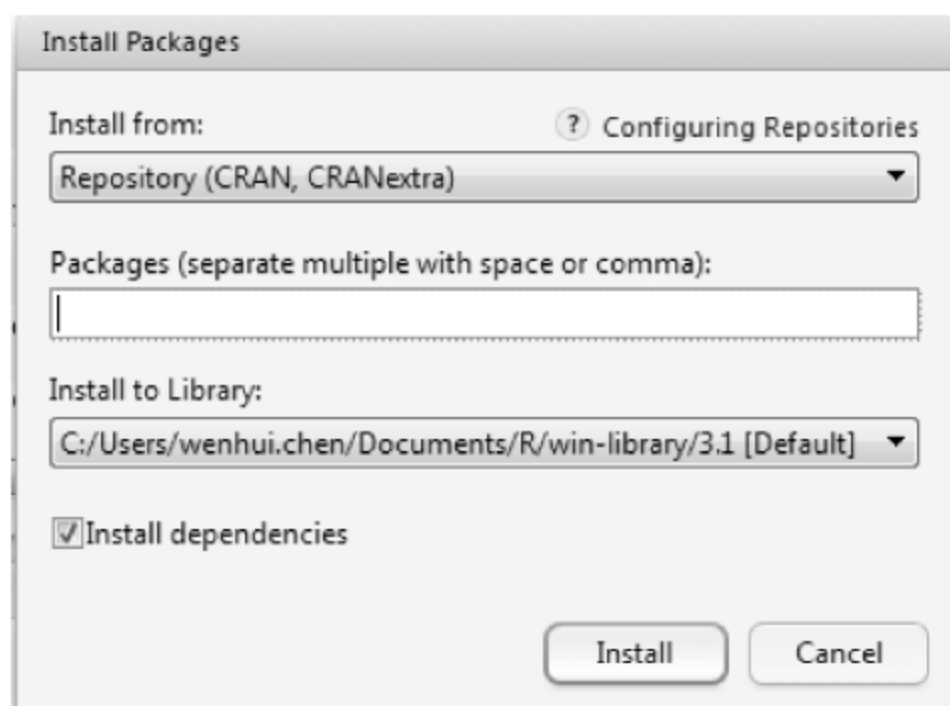 Install Packages
Install from:
? Configuring Repositories
Repository (CRAN, CRANextra)
Packages (separate multiple with space or comma):
Install to Library:
C:/Users/wenhui.chen/Documents/R/win-library/3.1 [Default]
Install dependencies
Install
Cancel